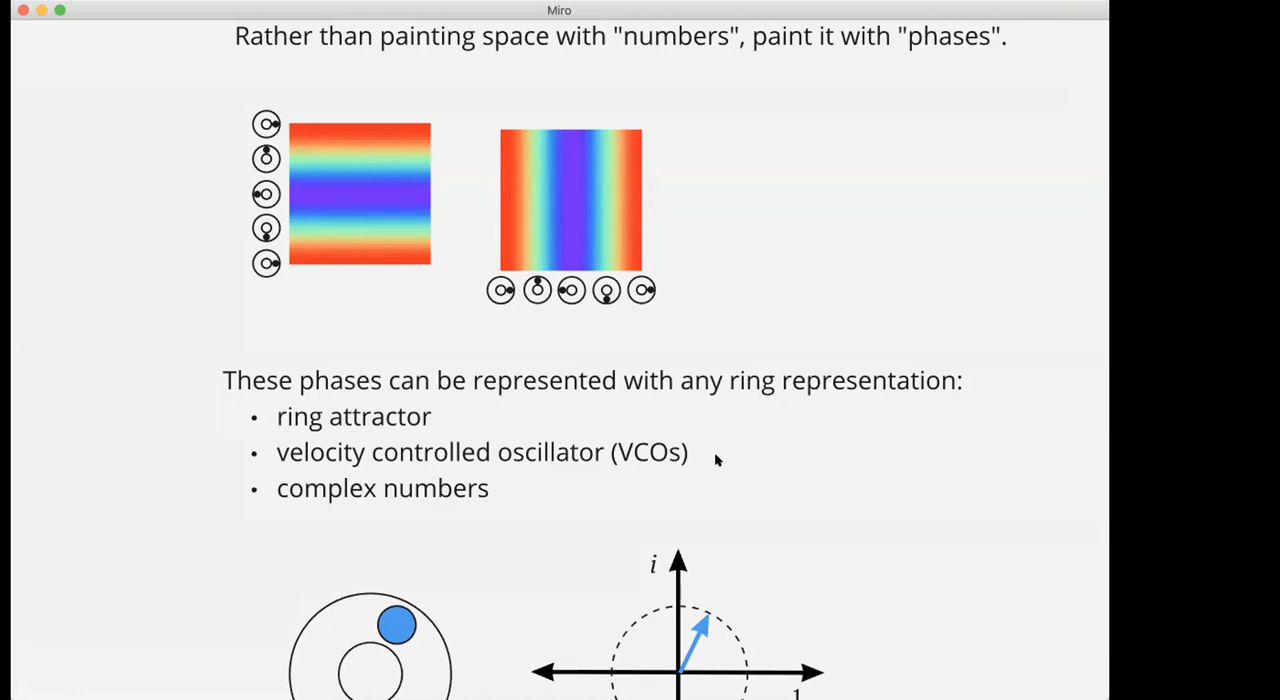 Miro
Rather than painting space with "numbers", paint it with "phases".
These phases can be represented with any ring representation:
• ring attractor
• velocity controlled oscillator (VCOs)
• complex numbers
i
1